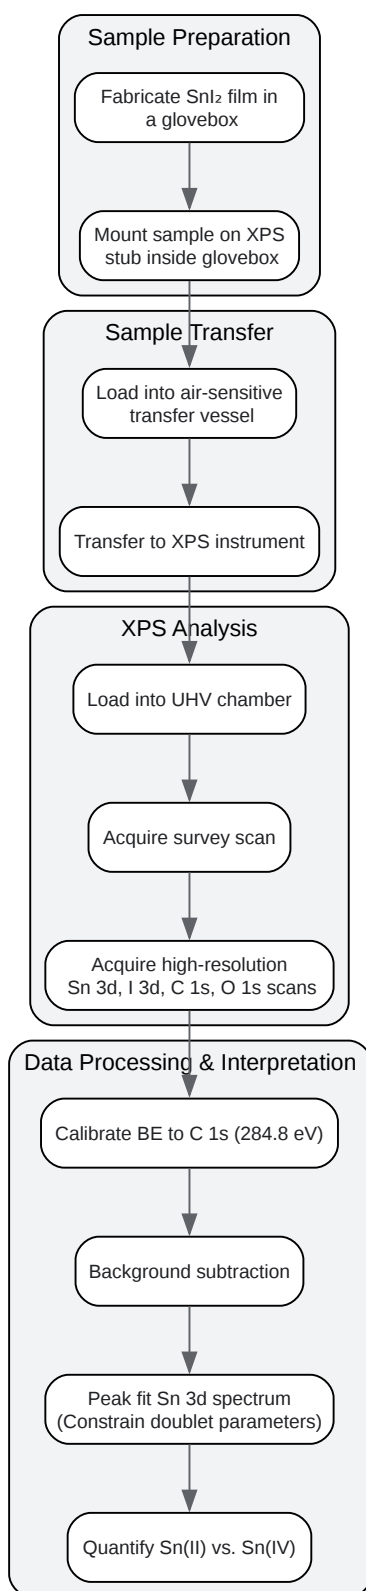 Sample Preparation
Fabricate SnI₂ film in
a glovebox
Mount sample on XPS
stub inside glovebox
Sample Transfer
Load into air-sensitive
transfer vessel
Transfer to XPS instrument
XPS Analysis
Load into UHV chamber
Acquire survey scan
Acquire high-resolution
Sn 3d, I 3d, C 1s, O 1s scans
Data Processing & Interpretation
Calibrate BE to C 1s (284.8 eV)
Background subtraction
Peak fit Sn 3d spectrum
(Constrain doublet parameters)
Quantify Sn(II) vs. Sn(IV)